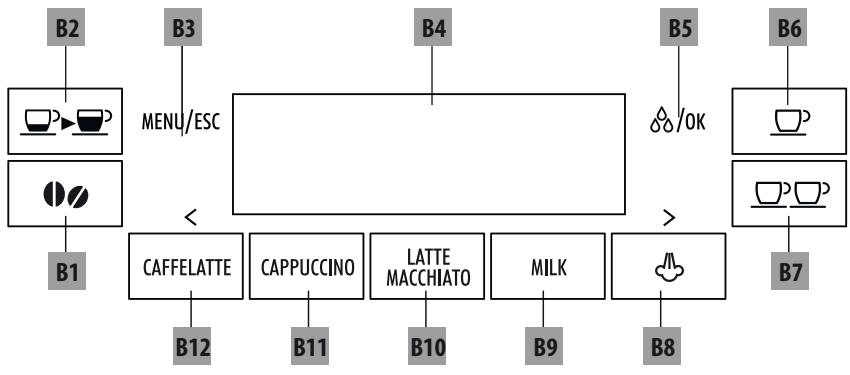 B2 B3 B4 B5 B6
MENU/ESC /OK
< >
B1 B7
CAFFELATTE CAPPUCCINO LATTE MACCHIATO MILK
B12 B11 B10 B9 B8